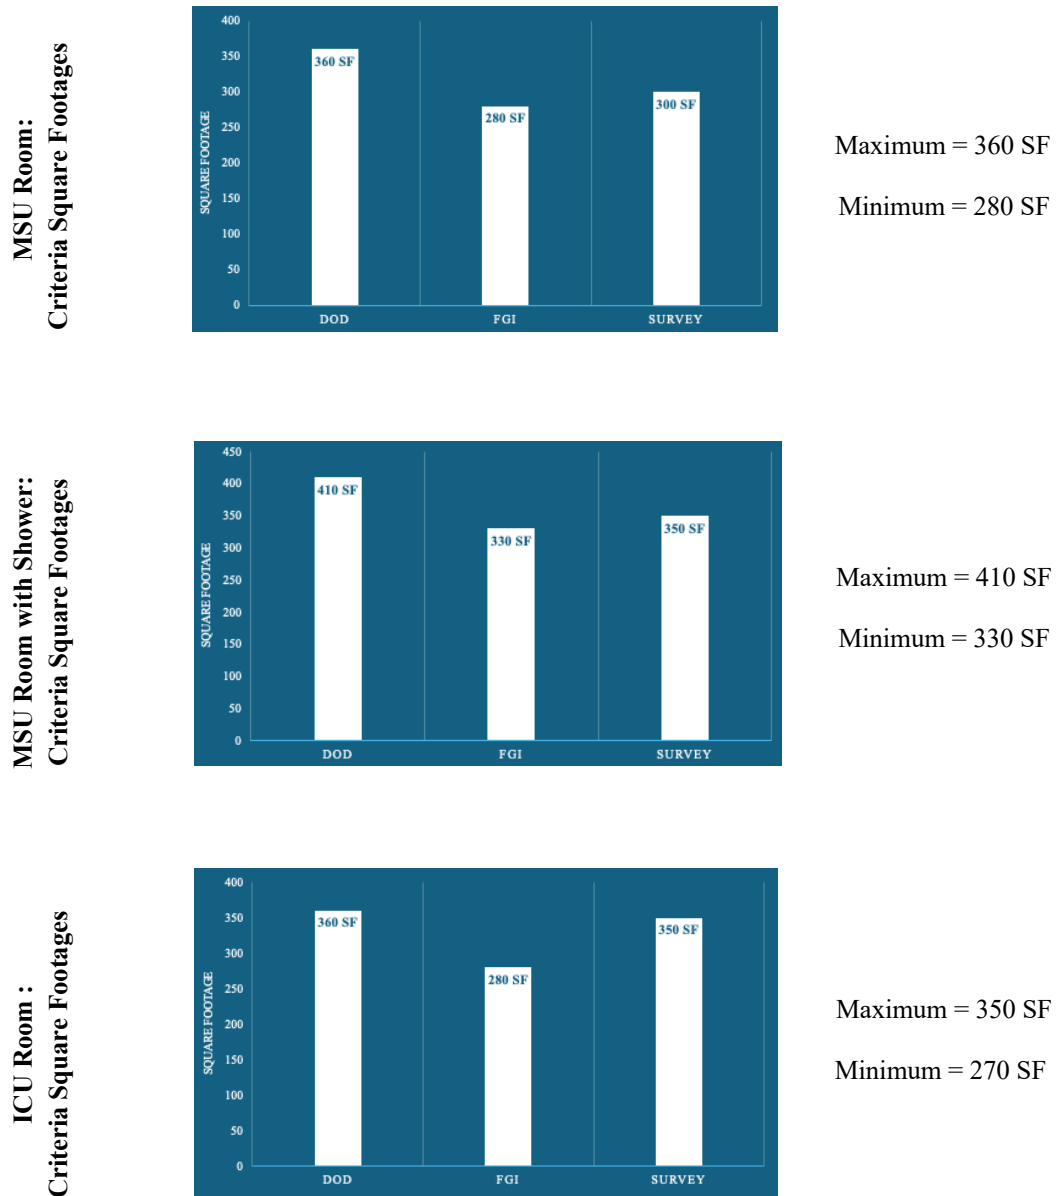 MSU Room:
Criteria Square Footages
400
350
300
250
200
150
100
50
0
SQUARE FOOTAGE
360 SF
280 SF
300 SF
DOD
FGI
SURVEY
Maximum = 360 SF
Minimum = 280 SF
MSU Room with Shower:
Criteria Square Footages
450
400
350
300
250
200
150
100
50
0
SQUARE FOOTAGE
410 SF
330 SF
350 SF
DOD
FGI
SURVEY
Maximum = 410 SF
Minimum = 330 SF
ICU Room :
Criteria Square Footages
400
350
300
250
200
150
100
50
0
SQUARE FOOTAGE
360 SF
280 SF
350 SF
DOD
FGI
SURVEY
Maximum = 350 SF
Minimum = 270 SF